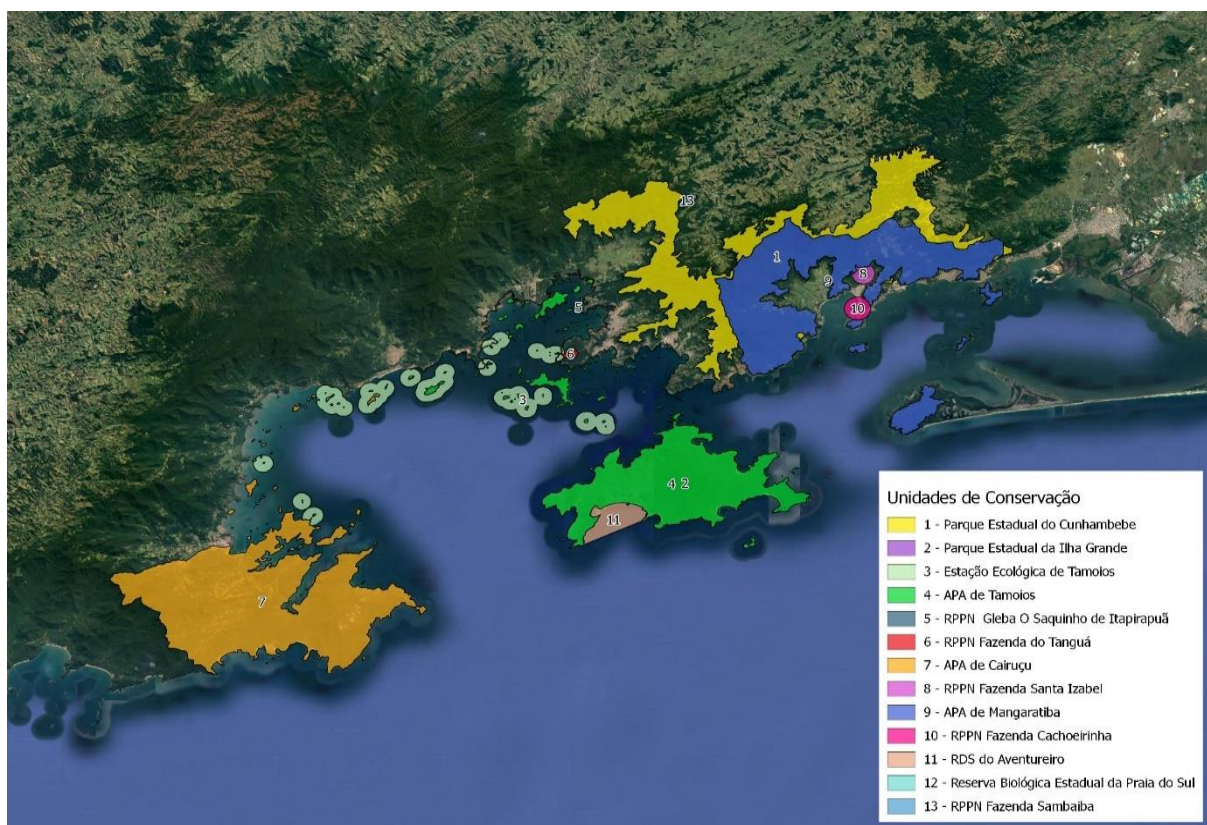 13
1
8
9
10
5
6
3
4 2
11
7
Unidades de Conservação
1 - Parque Estadual do Cunhambebe
2 - Parque Estadual da Ilha Grande
3 - Estação Ecológica de Tamoios
4 - APA de Tamoios
5 - RPPN Gleba O Saquinho de Itapirapuã
6 - RPPN Fazenda do Tanguá
7 - APA de Cairuçu
8 - RPPN Fazenda Santa Izabel
9 - APA de Mangaratiba
10 - RPPN Fazenda Cachoeirinha
11 - RDS do Aventureiro
12 - Reserva Biológica Estadual da Praia do Sul
13 - RPPN Fazenda Sambaiba